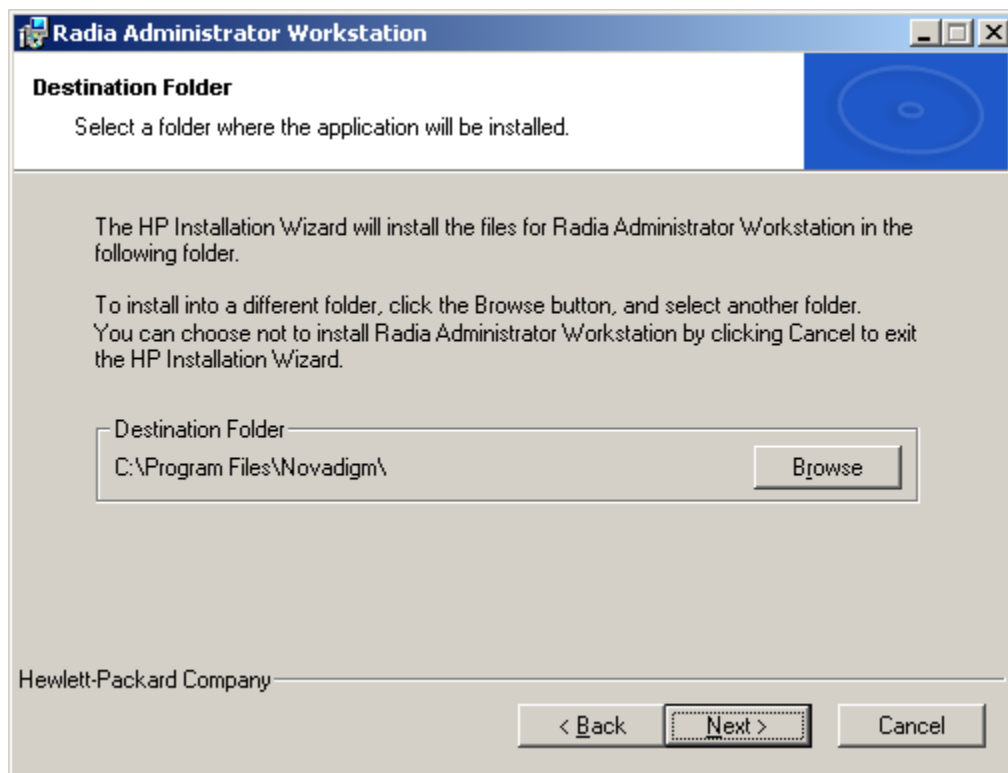 Radia Administrator Workstation
Destination Folder
Select a folder where the application will be installed.
The HP Installation Wizard will install the files for Radia Administrator Workstation in the
following folder.
To install into a different folder, click the Browse button, and select another folder.
You can choose not to install Radia Administrator Workstation by clicking Cancel to exit
the HP Installation Wizard.
Destination Folder
C:\Program Files\Novadigm\
Browse
Hewlett-Packard Company
< Back
Next >
Cancel